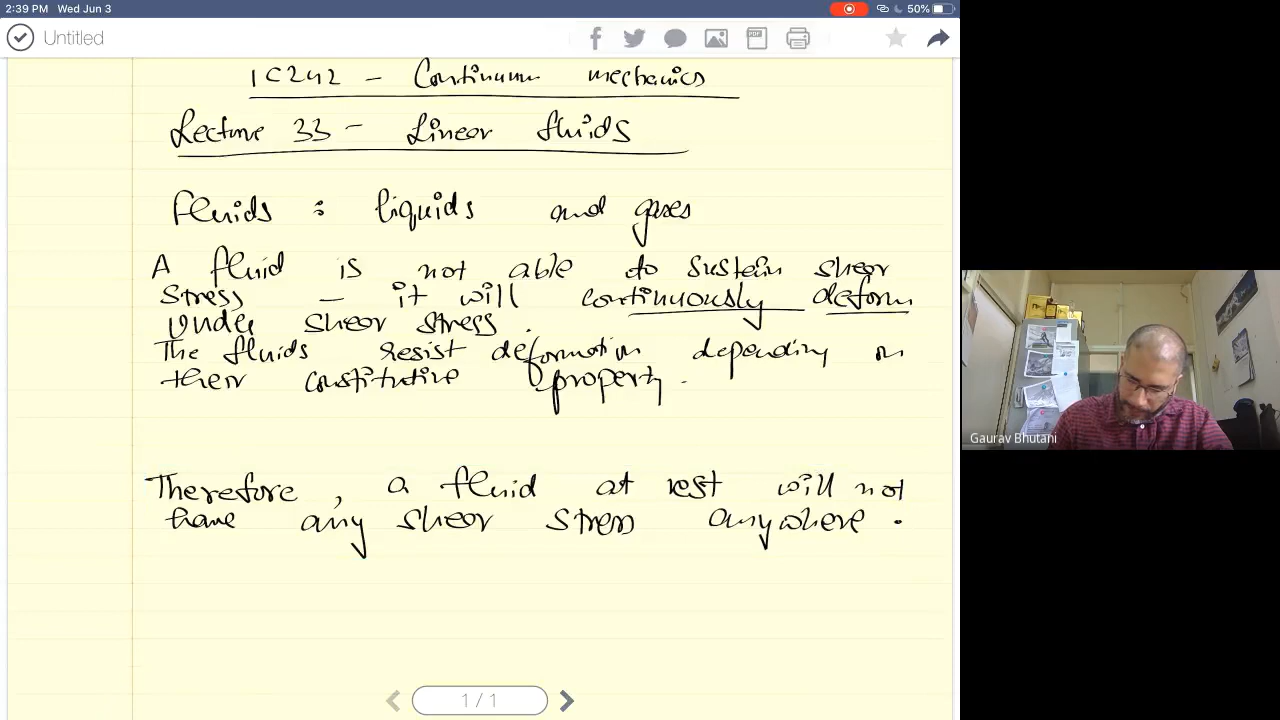 2:39 PM Wed Jun 3
50%
Untitled
PDF
IC242 - Continuum mechanics
Lecture 33 - Linear fluids
Fluids : liquids and gases
A fluid is not able to sustain shear
stress - it will continuously deform
under shear stress.
The fluids resist deformation depending on
their constitutive property.
Therefore, a fluid at rest will not
have any shear stress anywhere.
1 / 1
Gaurav Bhutani